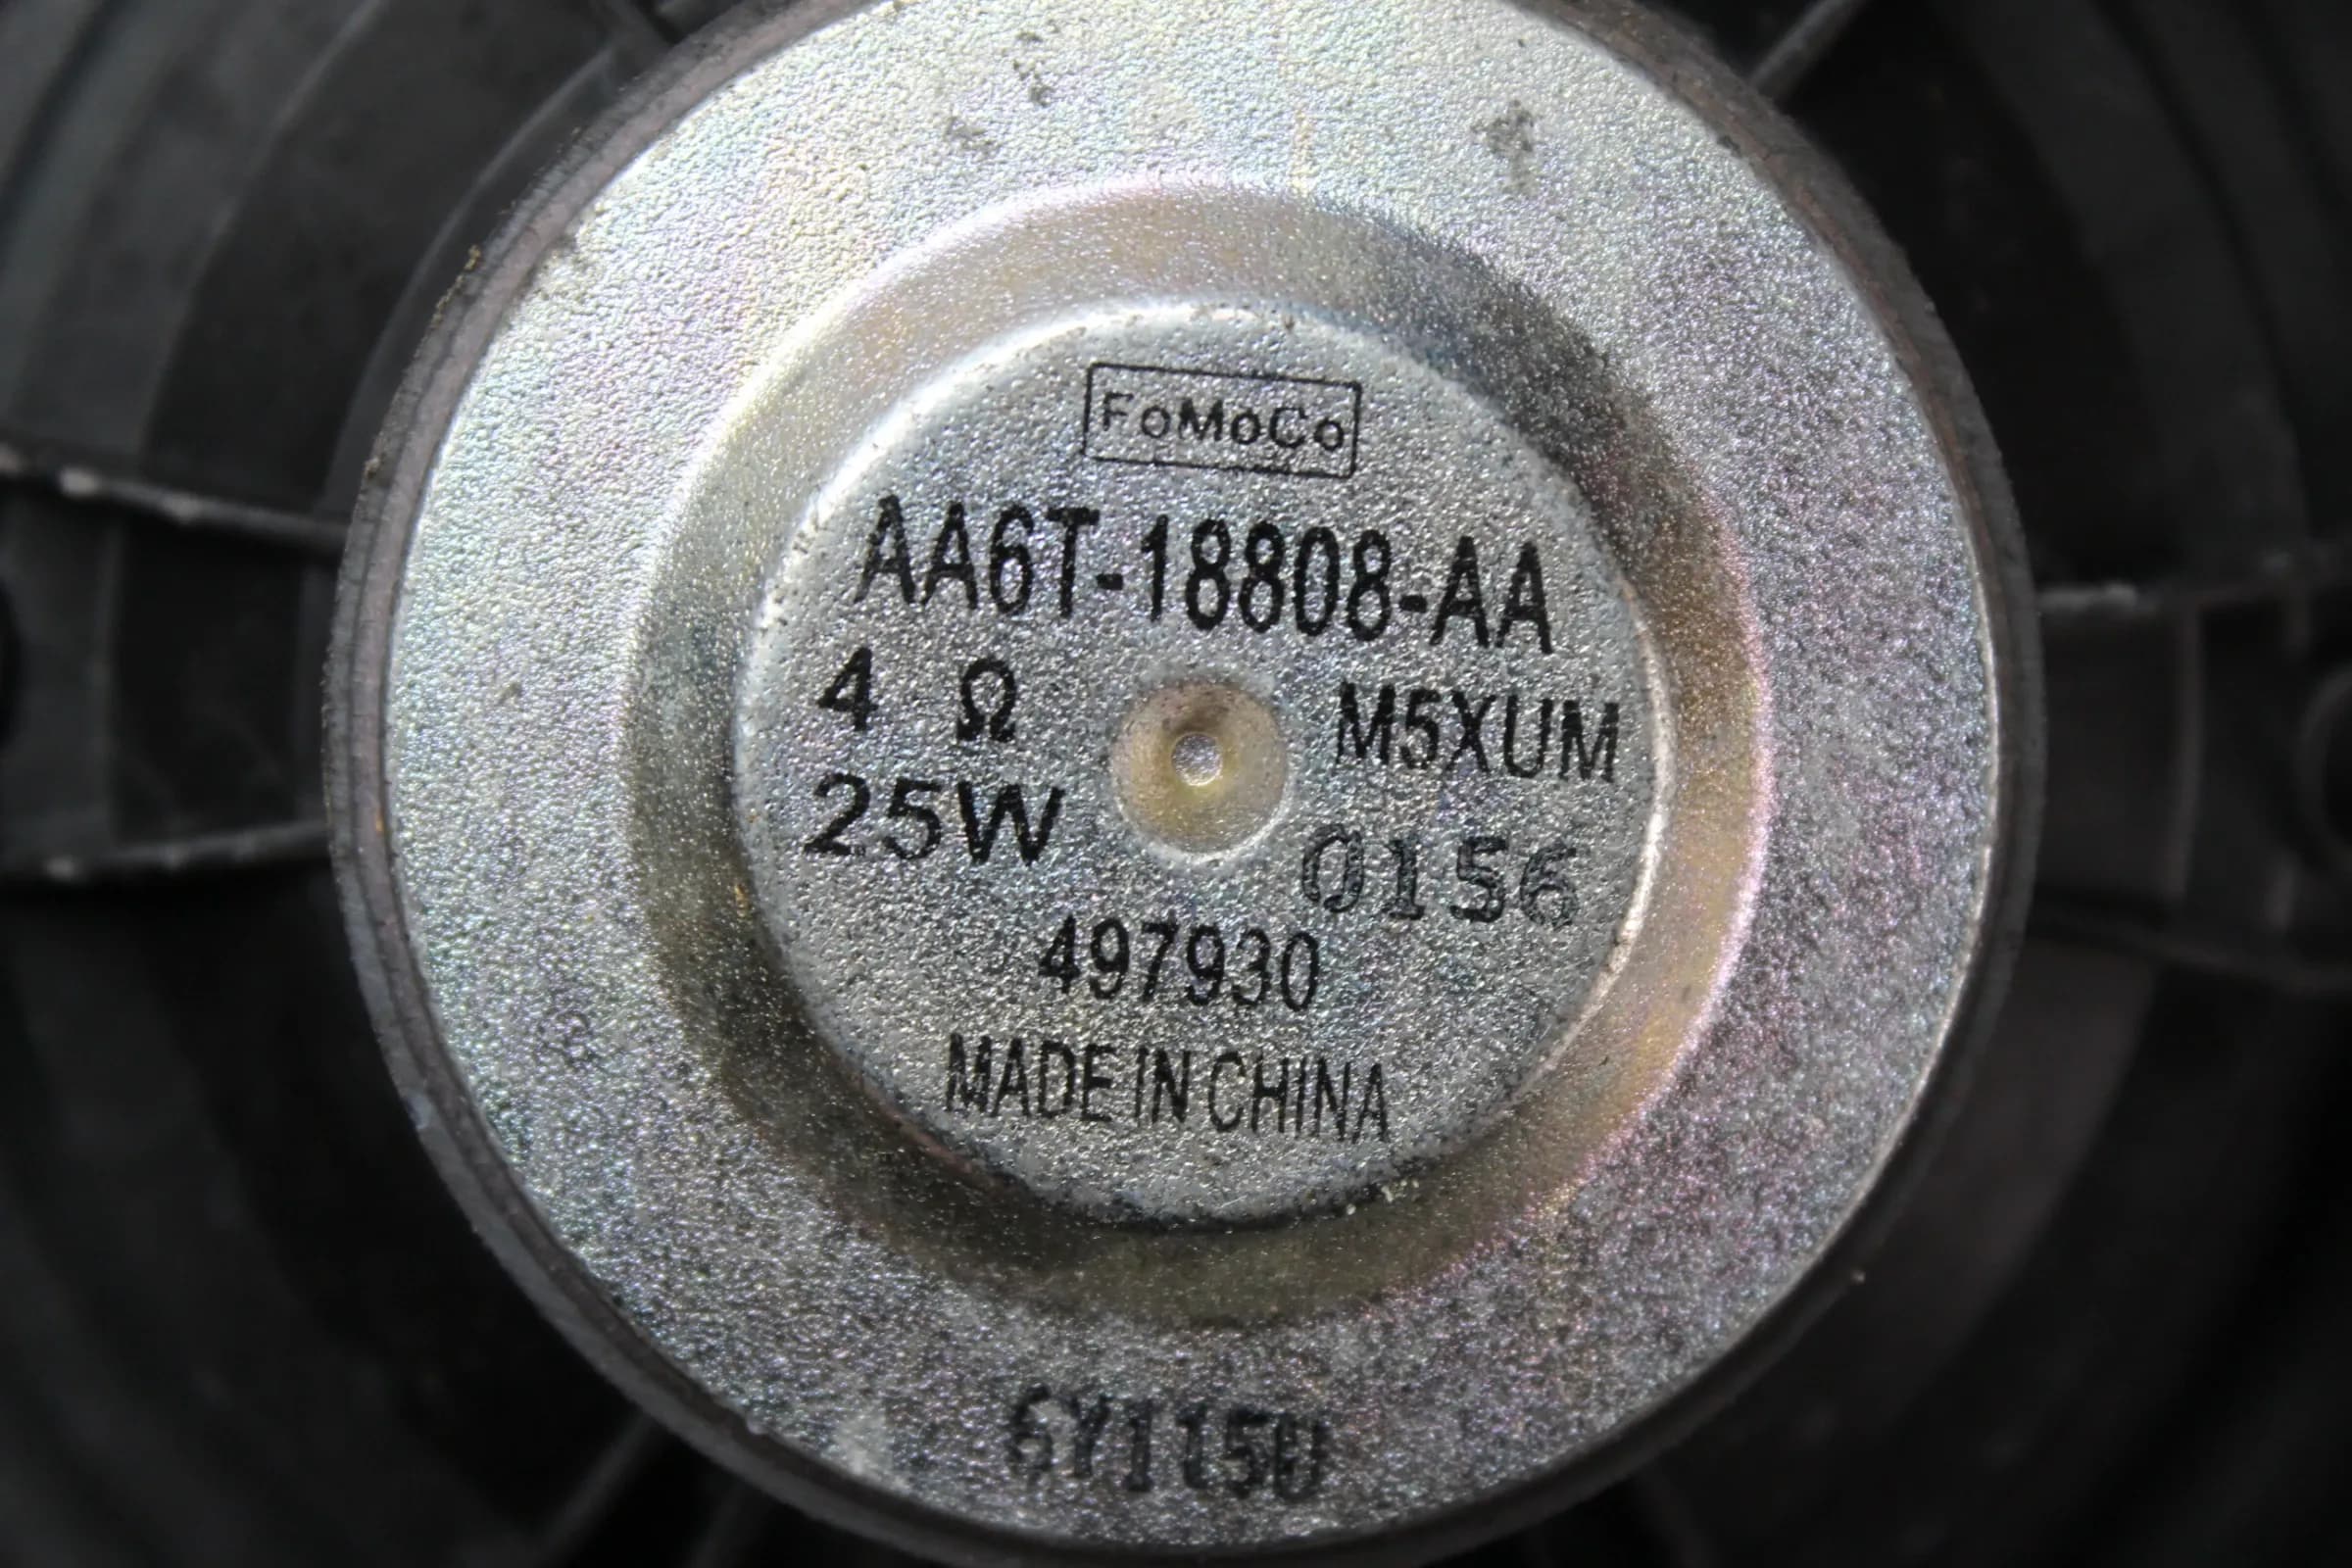 FoMoCo
AA6T-18808-AA
4 Ω M5XUM
25W 0156
497930
MADE IN CHINA